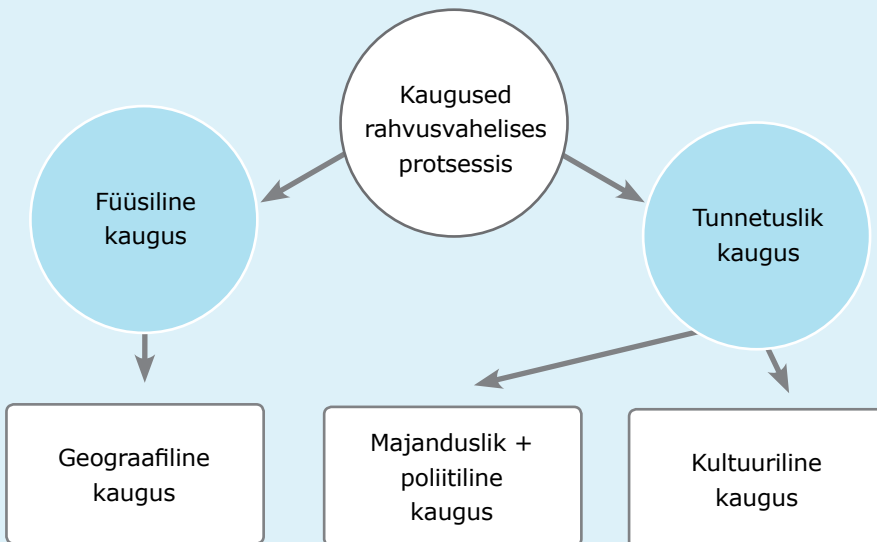 Kaugused
rahvusvahelises
protsessis
Füüsiline
kaugus
Tunnetuslik
kaugus
Geograafiline
kaugus
Majanduslik +
poliitiline
kaugus
Kultuuriline
kaugus